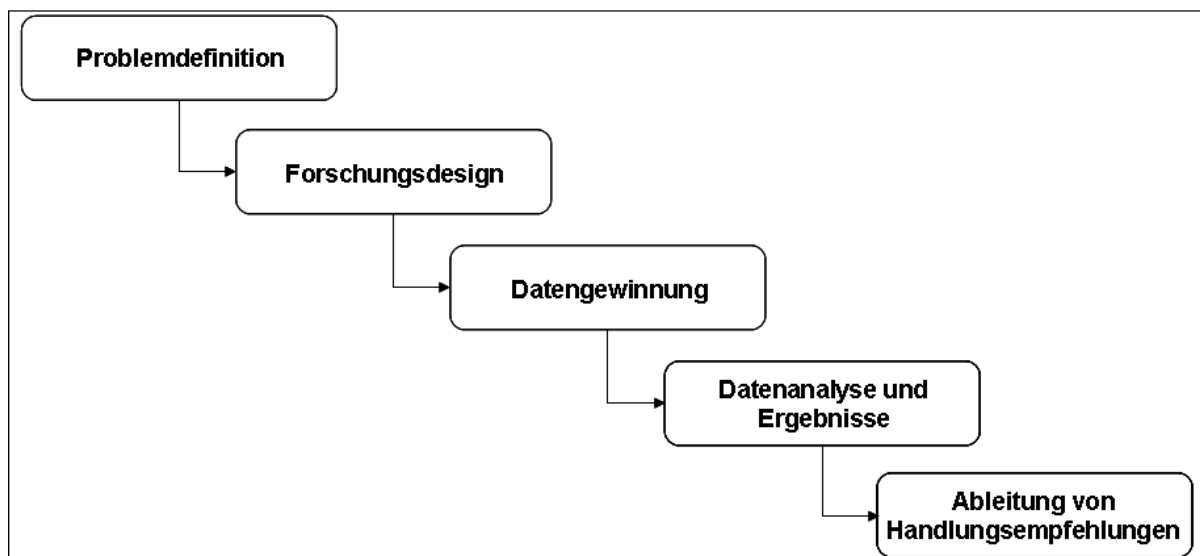 Problemdefinition
Forschungsdesign
Datengewinnung
Datenanalyse und
Ergebnisse
Ableitung von
Handlungsempfehlungen